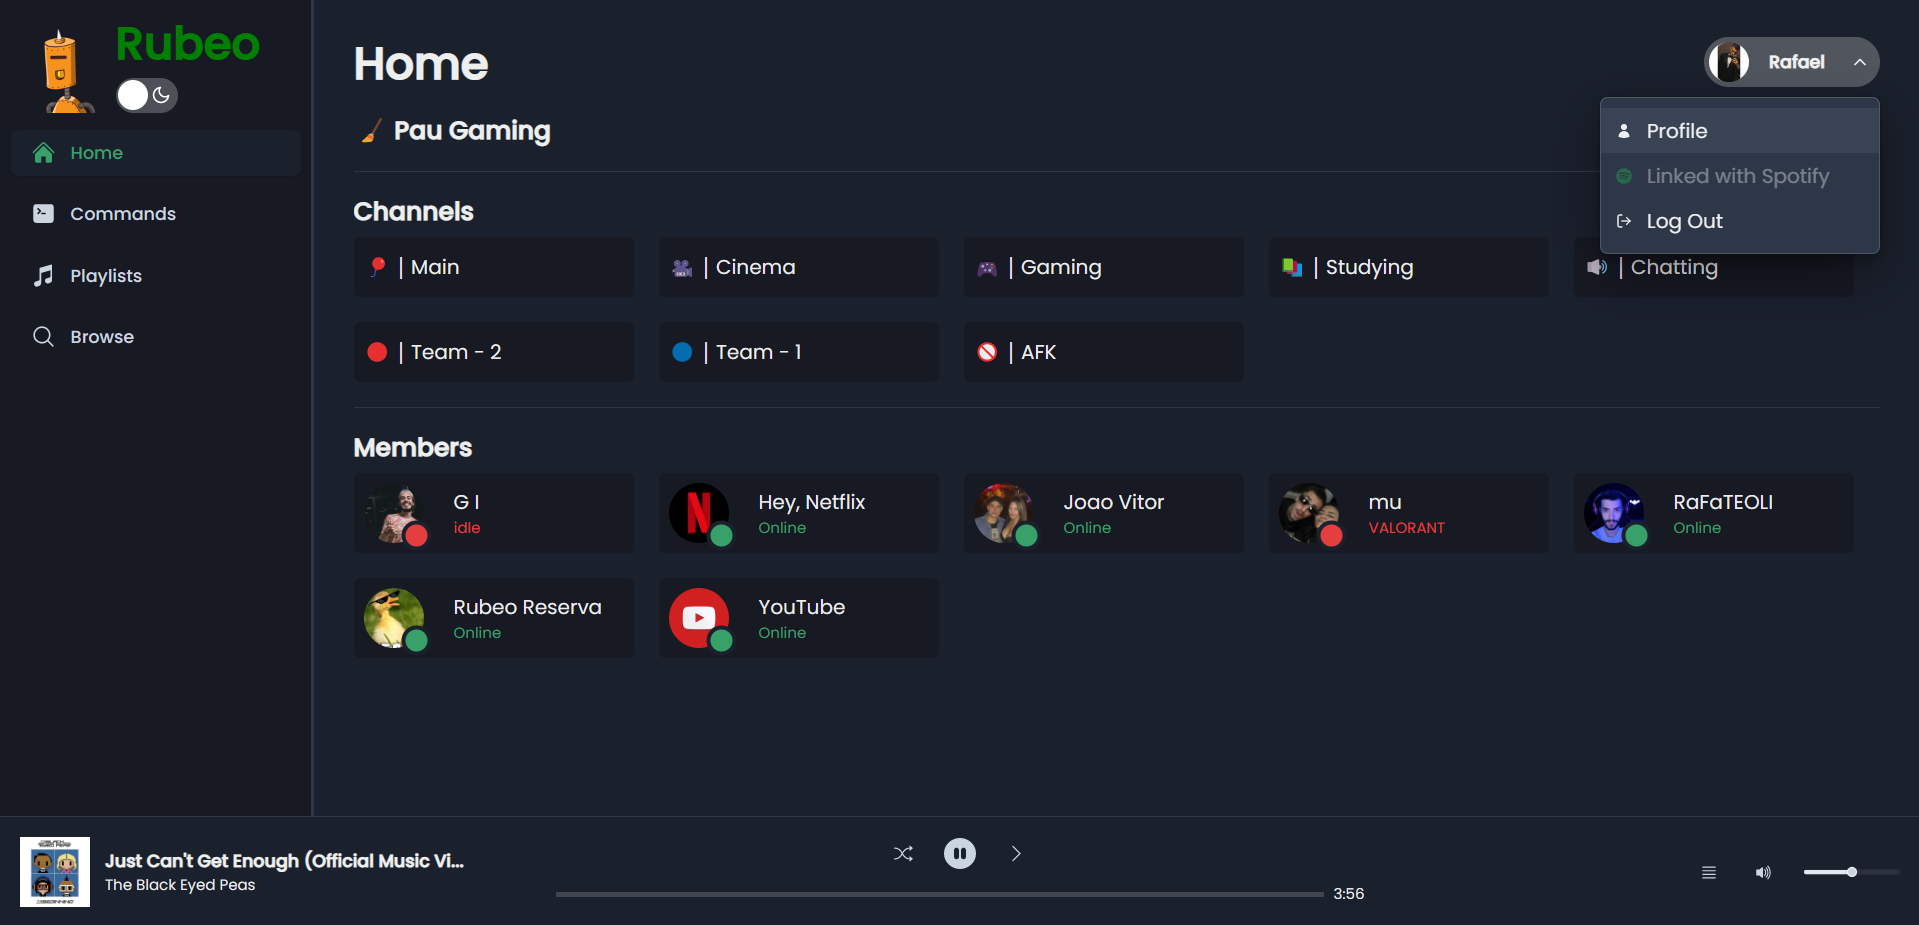 Rubeo
Home
Commands
Playlists
Browse
Home
Rafael
Pau Gaming
Profile
Linked with Spotify
Log Out
Channels
| Main
| Cinema
| Gaming
| Studying
| Chatting
| Team - 2
| Team - 1
| AFK
Members
G I
idle
Hey, Netflix
Online
Joao Vitor
Online
mu
VALORANT
RaFaTEOLI
Online
Rubeo Reserva
Online
YouTube
Online
Just Can't Get Enough (Official Music Vi...
The Black Eyed Peas
3:56